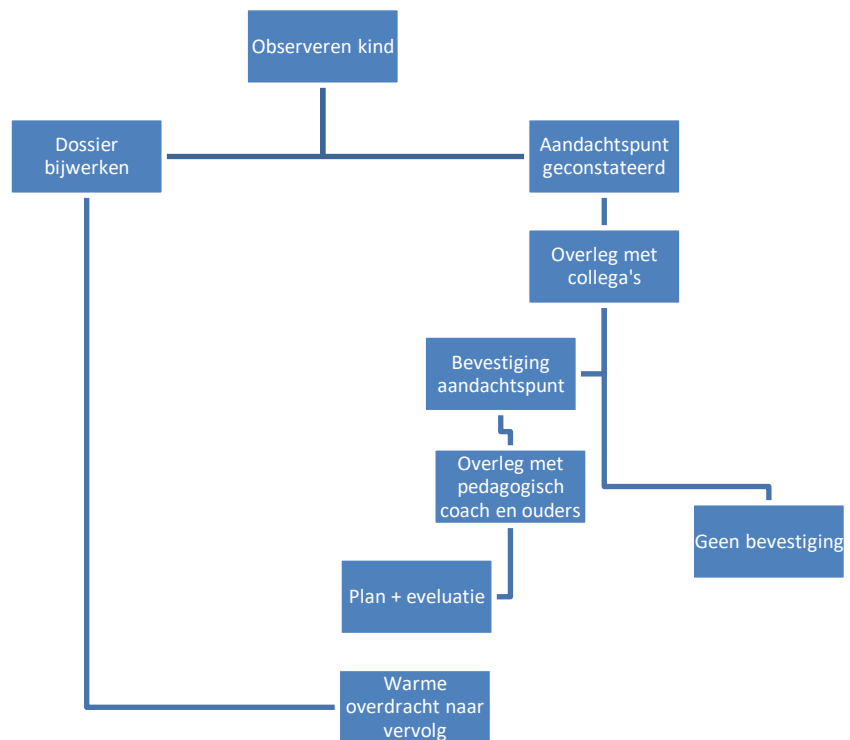 Observeren kind
Dossier
bijwerken
Aandachtspunt
geconstateerd
Overleg met
collega's
Bevestiging
aandachtspunt
Overleg met
pedagogisch
coach en ouders
Geen bevestiging
Plan + eveluatie
Warme
overdracht naar
vervolg